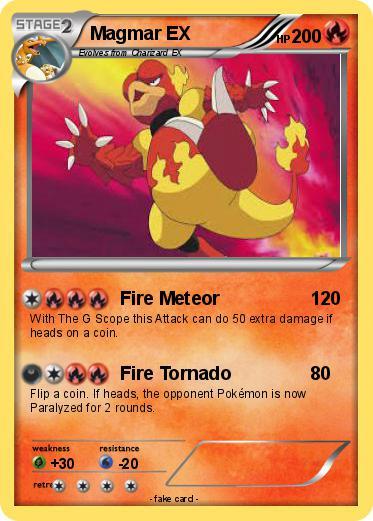 STAGE2 Magmar EX HP200
Evolves from Charizard EX
Fire Meteor 120
With The G Scope this Attack can do 50 extra damage if
heads on a coin.
Fire Tornado 80
Flip a coin. If heads, the opponent Pokémon is now
Paralyzed for 2 rounds.
weakness resistance
+30 -20
retre
- fake card -